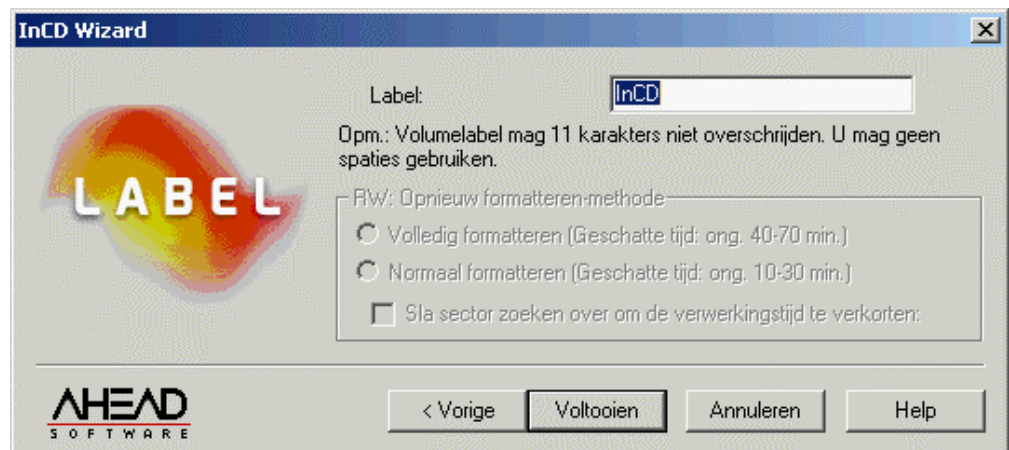 InCD Wizard
Label:
InCD
Opm.: Volumelabel mag 11 karakters niet overschrijden. U mag geen
spaties gebruiken.
LABEL
RW: Opnieuw formatteren-methode
Volledig formatteren (Geschatte tijd: ong. 40-70 min.)
Normaal formatteren (Geschatte tijd: ong. 10-30 min.)
Sla sector zoeken over om de verwerkingstijd te verkorten:
AHEAD
SOFTWARE
< Vorige
Voltooien
Annuleren
Help